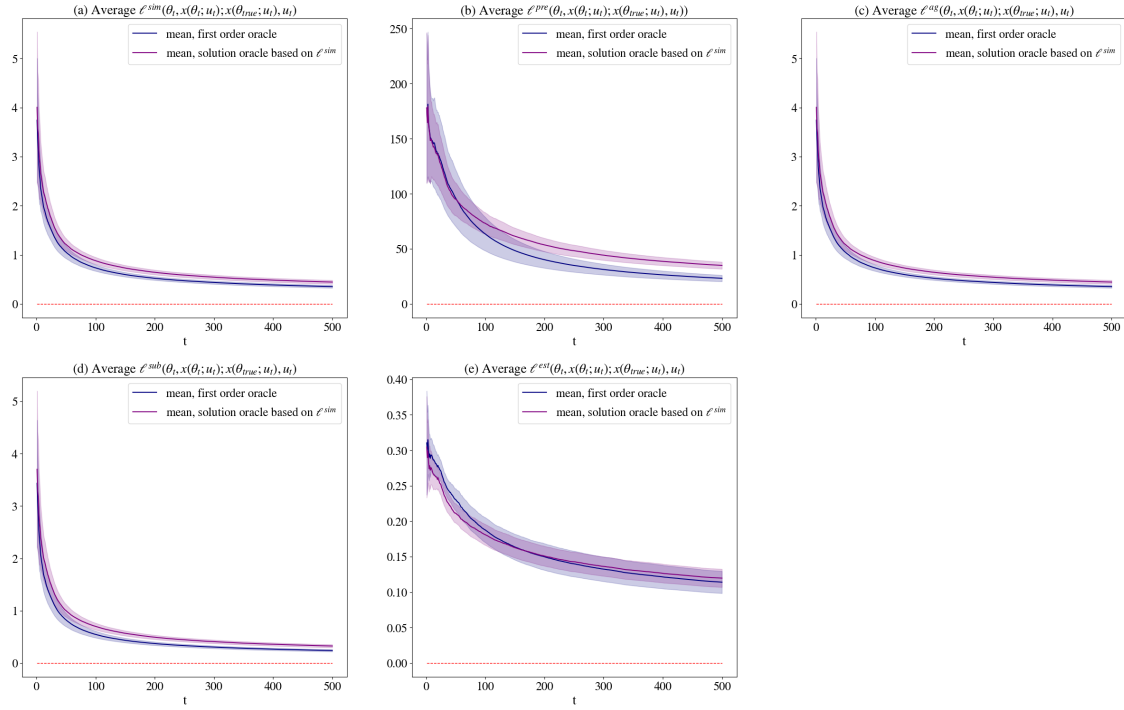 (a) Average ℓ^sim(θ_t, x(θ_t; u_t); x(θ_true; u_t), u_t)
mean, first order oracle
mean, solution oracle based on ℓ^sim
5
4
3
2
1
0
0 100 200 300 400 500
t
(b) Average ℓ^pre(θ_t, x(θ_t; u_t); x(θ_true; u_t), u_t))
mean, first order oracle
mean, solution oracle based on ℓ^sim
250
200
150
100
50
0
0 100 200 300 400 500
t
(c) Average ℓ^ag(θ_t, x(θ_t; u_t); x(θ_true; u_t), u_t)
mean, first order oracle
mean, solution oracle based on ℓ^sim
5
4
3
2
1
0
0 100 200 300 400 500
t
(d) Average ℓ^sub(θ_t, x(θ_t; u_t); x(θ_true; u_t), u_t)
mean, first order oracle
mean, solution oracle based on ℓ^sim
5
4
3
2
1
0
0 100 200 300 400 500
t
(e) Average ℓ^est(θ_t, x(θ_t; u_t); x(θ_true; u_t), u_t)
mean, first order oracle
mean, solution oracle based on ℓ^sim
0.40
0.35
0.30
0.25
0.20
0.15
0.10
0.05
0.00
0 100 200 300 400 500
t